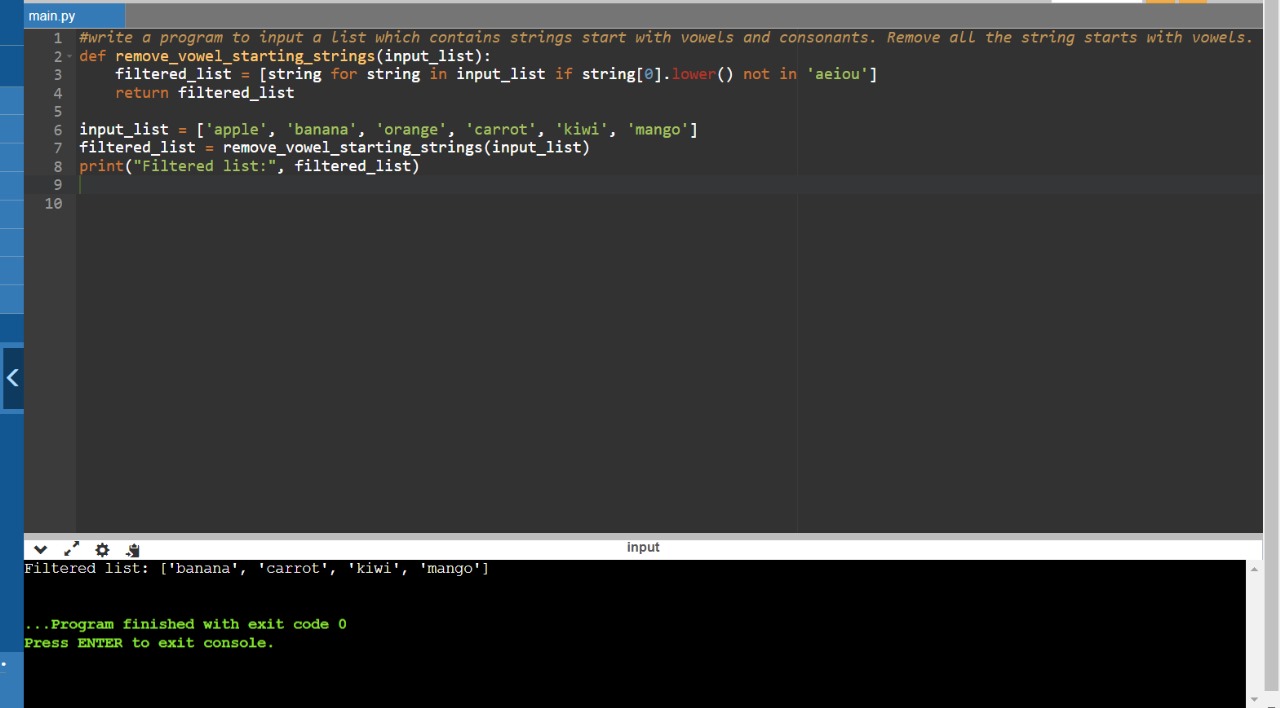 main.py
1 #write a program to input a list which contains strings start with vowels and consonants. Remove all the string starts with vowels.
2 def remove_vowel_starting_strings(input_list):
3     filtered_list = [string for string in input_list if string[0].lower() not in 'aeiou']
4     return filtered_list
5
6 input_list = ['apple', 'banana', 'orange', 'carrot', 'kiwi', 'mango']
7 filtered_list = remove_vowel_starting_strings(input_list)
8 print("Filtered list:", filtered_list)
9
10
input
Filtered list: ['banana', 'carrot', 'kiwi', 'mango']
...Program finished with exit code 0
Press ENTER to exit console.